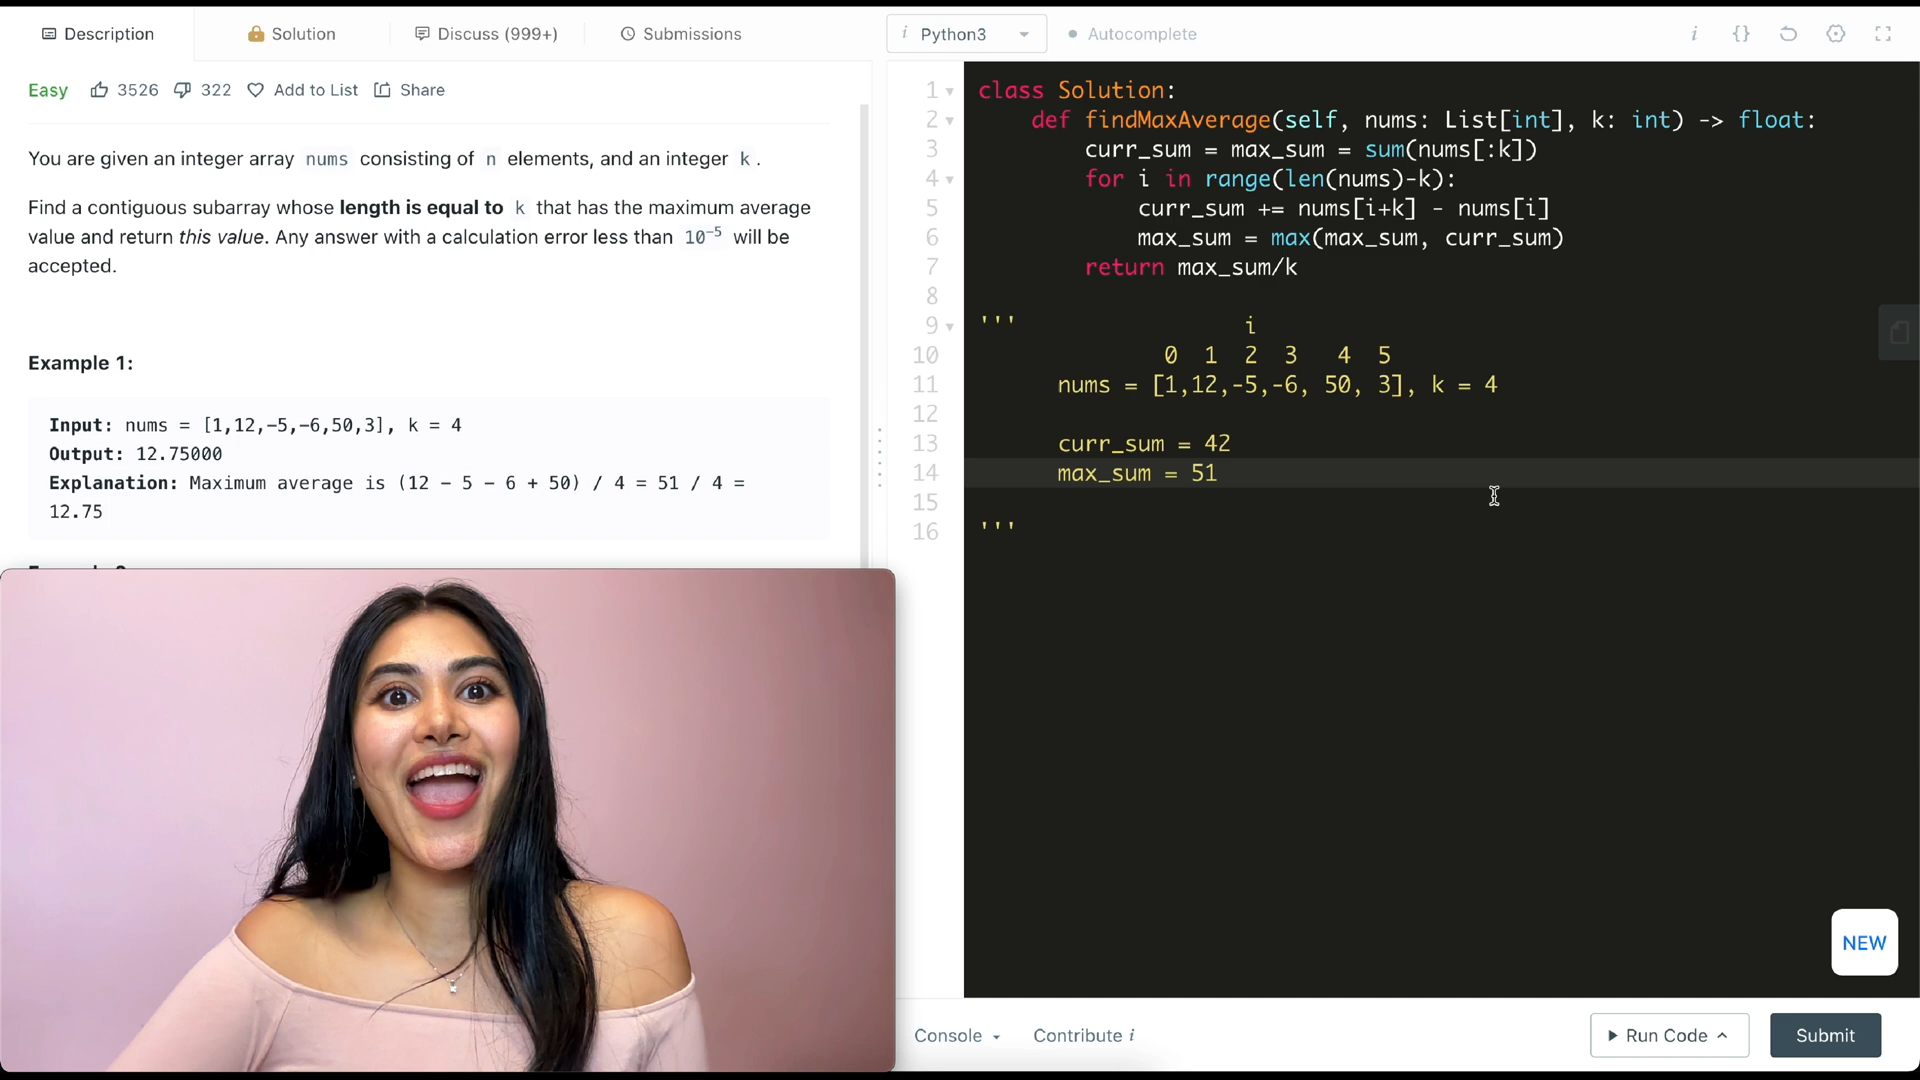 Description
Solution
Discuss (999+)
Submissions
Easy 3526 322 Add to List Share
You are given an integer array nums consisting of n elements, and an integer k .
Find a contiguous subarray whose length is equal to k that has the maximum average
value and return this value. Any answer with a calculation error less than 10⁻⁵ will be
accepted.
Example 1:
Input: nums = [1,12,-5,-6,50,3], k = 4
Output: 12.75000
Explanation: Maximum average is (12 - 5 - 6 + 50) / 4 = 51 / 4 =
12.75
i Python3
Autocomplete
i {}
1 class Solution:
2 def findMaxAverage(self, nums: List[int], k: int) -> float:
3 curr_sum = max_sum = sum(nums[:k])
4 for i in range(len(nums)-k):
5 curr_sum += nums[i+k] - nums[i]
6 max_sum = max(max_sum, curr_sum)
7 return max_sum/k
8
9 ''' i
10 0 1 2 3 4 5
11 nums = [1,12,-5,-6, 50, 3], k = 4
12
13 curr_sum = 42
14 max_sum = 51
15
16 '''
NEW
Console
Contribute i
Run Code
Submit